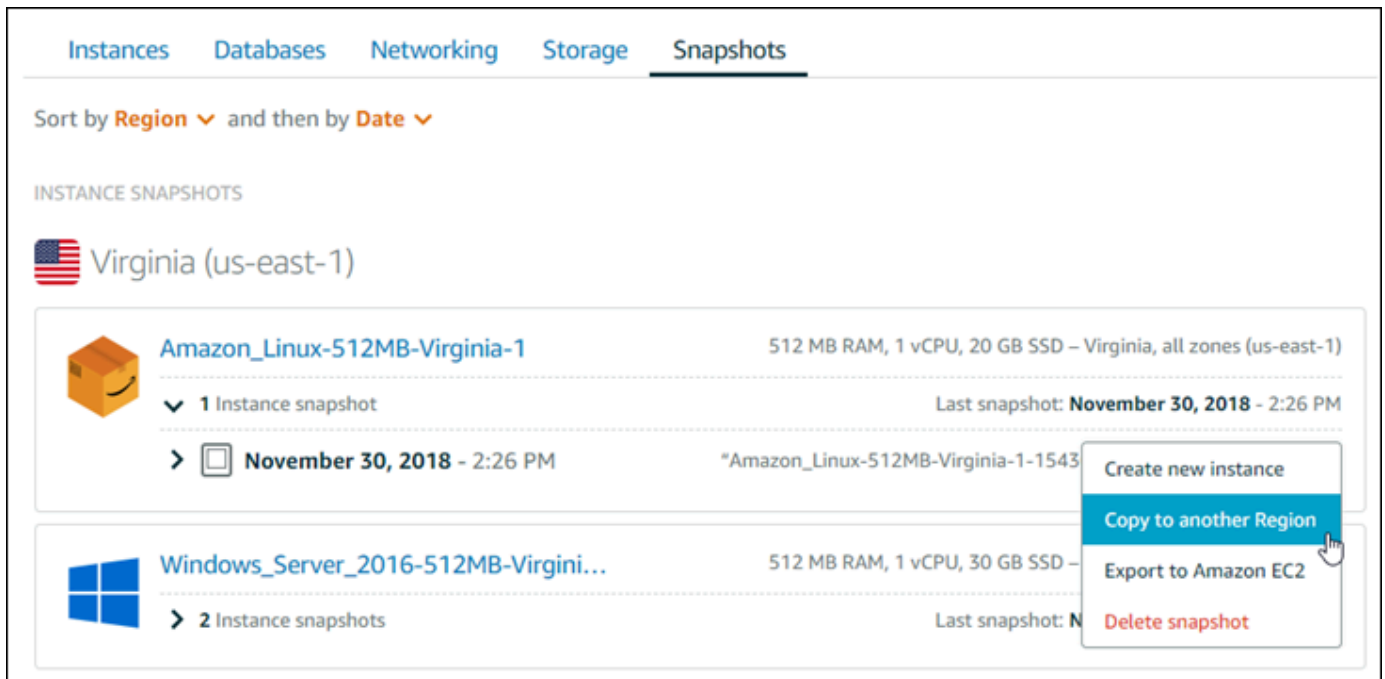 Instances Databases Networking Storage Snapshots
Sort by Region and then by Date
INSTANCE SNAPSHOTS
Virginia (us-east-1)
Amazon_Linux-512MB-Virginia-1 512 MB RAM, 1 vCPU, 20 GB SSD – Virginia, all zones (us-east-1)
1 Instance snapshot Last snapshot: November 30, 2018 - 2:26 PM
November 30, 2018 - 2:26 PM "Amazon_Linux-512MB-Virginia-1-1543
Create new instance
Copy to another Region
Windows_Server_2016-512MB-Virgini... 512 MB RAM, 1 vCPU, 30 GB SSD –
Export to Amazon EC2
2 Instance snapshots Last snapshot: N
Delete snapshot